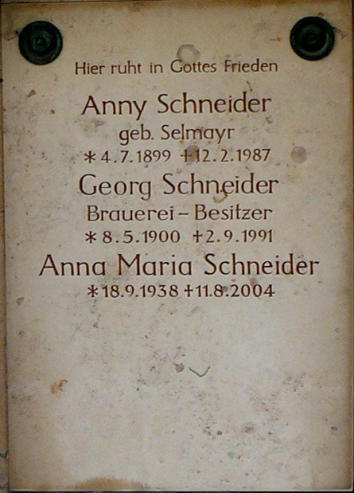 Hier ruht in Gottes Frieden
Anny Schneider
geb. Selmayr
* 4.7.1899 +12.2.1987
Georg Schneider
Brauerei – Besitzer
* 8.5.1900 +2.9.1991
Anna Maria Schneider
*18.9.1938 +11.8.2004